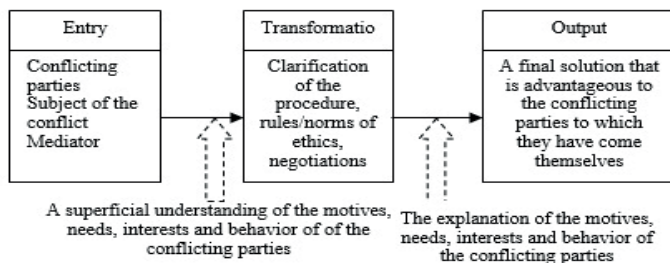 Entry
Conflicting
parties
Subject of the
conflict
Mediator
Transformatio
Clarification
of the
procedure,
rules/norms of
ethics,
negotiations
Output
A final solution that
is advantageous to
the conflicting
parties to which
they have come
themselves
A superficial understanding of the motives,
needs, interests and behavior of of the
conflicting parties
The explanation of the motives,
needs, interests and behavior of
the conflicting parties